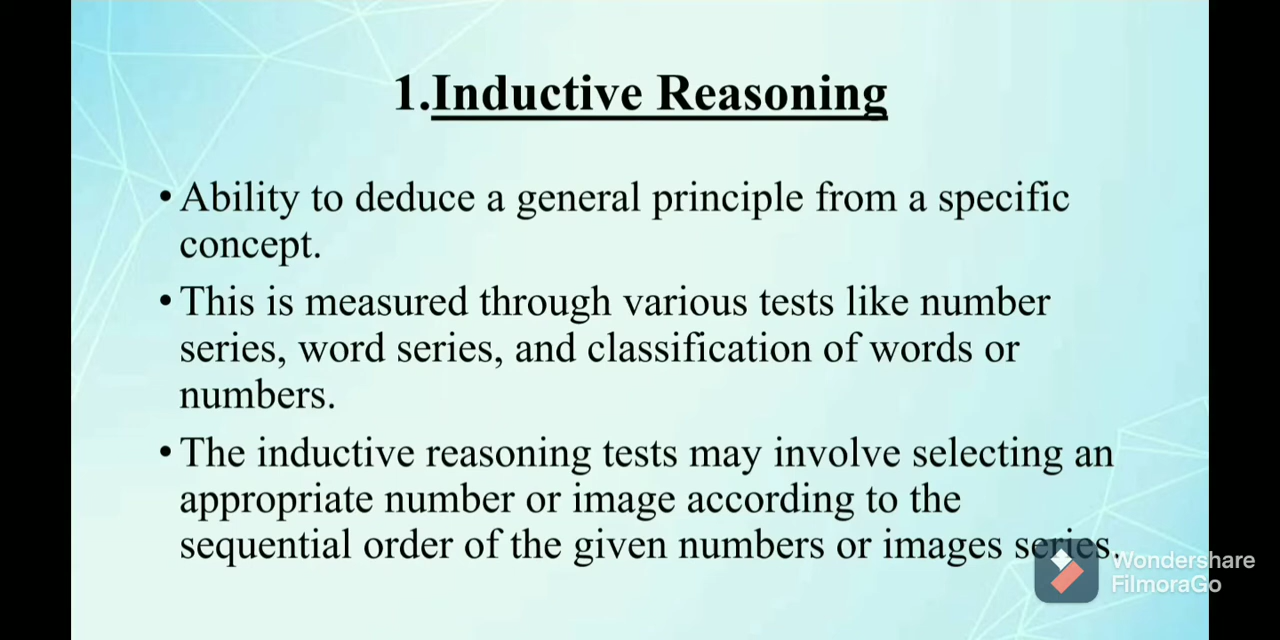 1.Inductive Reasoning
•Ability to deduce a general principle from a specific
concept.
•This is measured through various tests like number
series, word series, and classification of words or
numbers.
•The inductive reasoning tests may involve selecting an
appropriate number or image according to the
sequential order of the given numbers or images series.
Wondershare
FilmoraGo